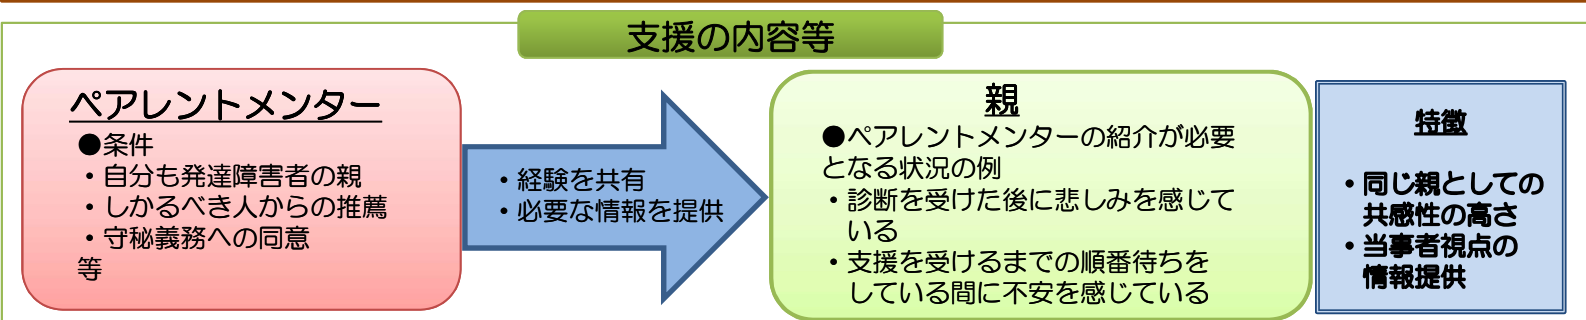 支援の内容等
ペアレントメンター
●条件
・自分も発達障害者の親
・しかるべき人からの推薦
・守秘義務への同意
等
・経験を共有
・必要な情報を提供
親
●ペアレントメンターの紹介が必要
となる状況の例
・診断を受けた後に悲しみを感じて
いる
・支援を受けるまでの順番待ちを
している間に不安を感じている
特徴
・同じ親としての
共感性の高さ
・当事者視点の
情報提供